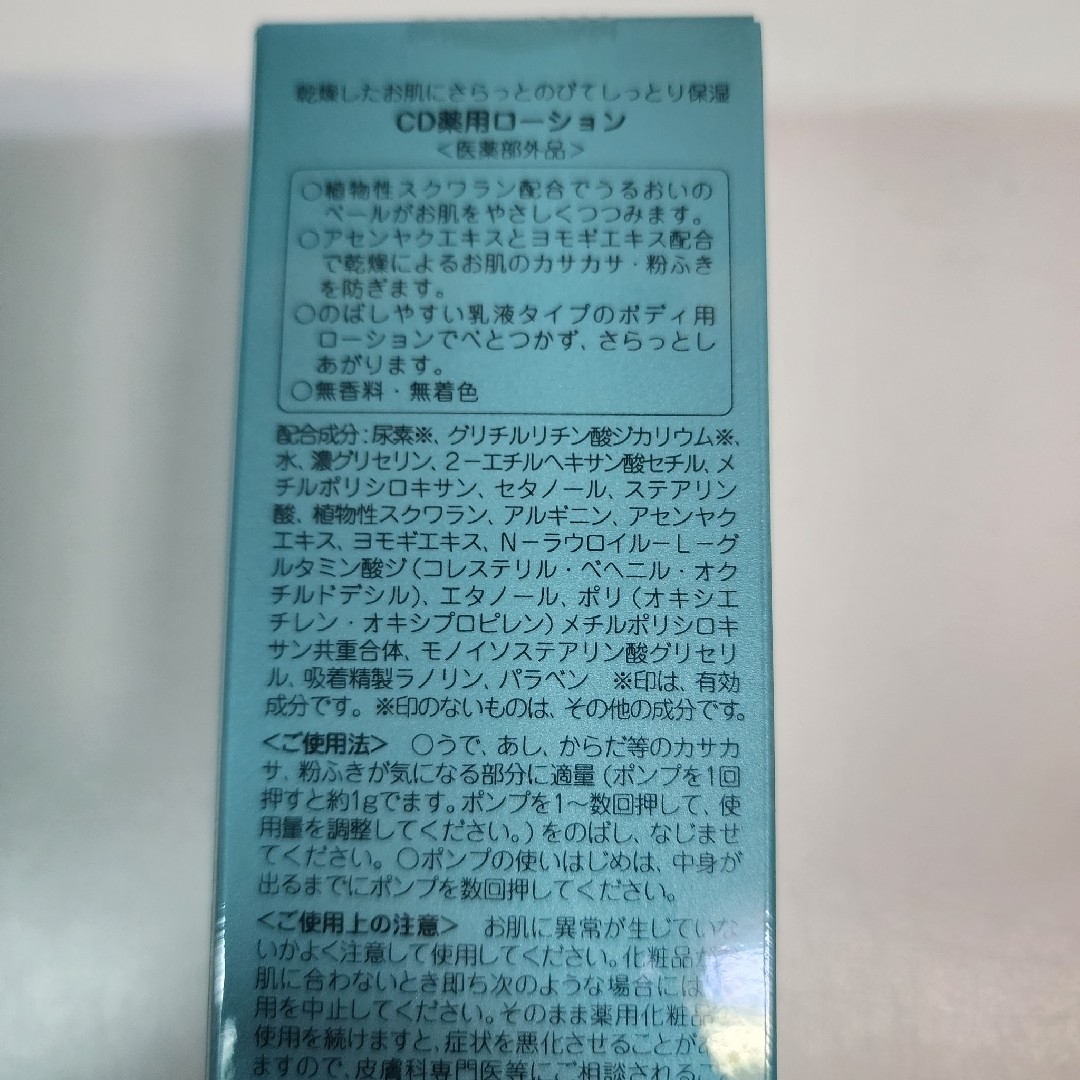 乾燥したお肌にさらっとのびてしっとり保湿
CD薬用ローション
<医薬部外品>
○植物性スクワラン配合でうるおいの
ベールがお肌をやさしくつつみます。
○アセンヤクエキスとヨモギエキス配合
で乾燥によるお肌のカサカサ・粉ふき
を防ぎます。
○のばしやすい乳液タイプのボディ用
ローションでべとつかず、さらっとし
あがります。
○無香料・無着色
配合成分:尿素※、グリチルリチン酸ジカリウム※、
水、濃グリセリン、2-エチルヘキサン酸セチル、メ
チルポリシロキサン、セタノール、ステアリン
酸、植物性スクワラン、アルギニン、アセンヤク
エキス、ヨモギエキス、N-ラウロイル-L-グ
ルタミン酸ジ(コレステリル・ベヘニル・オク
チルドデシル)、エタノール、ポリ(オキシエ
チレン・オキシプロピレン)メチルポリシロキ
サン共重合体、モノイソステアリン酸グリセリ
ル、吸着精製ラノリン、パラベン ※印は、有効
成分です。※印のないものは、その他の成分です。
<ご使用法> ○うで、あし、からだ等のカサカ
サ、粉ふきが気になる部分に適量(ポンプを1回
押すと約1gでます。ポンプを1〜数回押して、使
用量を調整してください。)をのばし、なじませ
てください。○ポンプの使いはじめは、中身が
出るまでにポンプを数回押してください。
<ご使用上の注意> お肌に異常が生じていな
いかよく注意して使用してください。化粧品が
肌に合わないとき即ち次のような場合には、
用を中止してください。そのまま薬用化粧品
使用を続けますと、症状を悪化させることが
ますので、皮膚科専門医等にご相談される